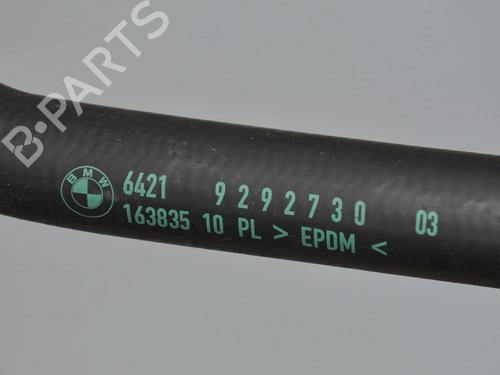 B-PARTS
BMW
6421 9292730 03
163835 10 PL > EPDM <